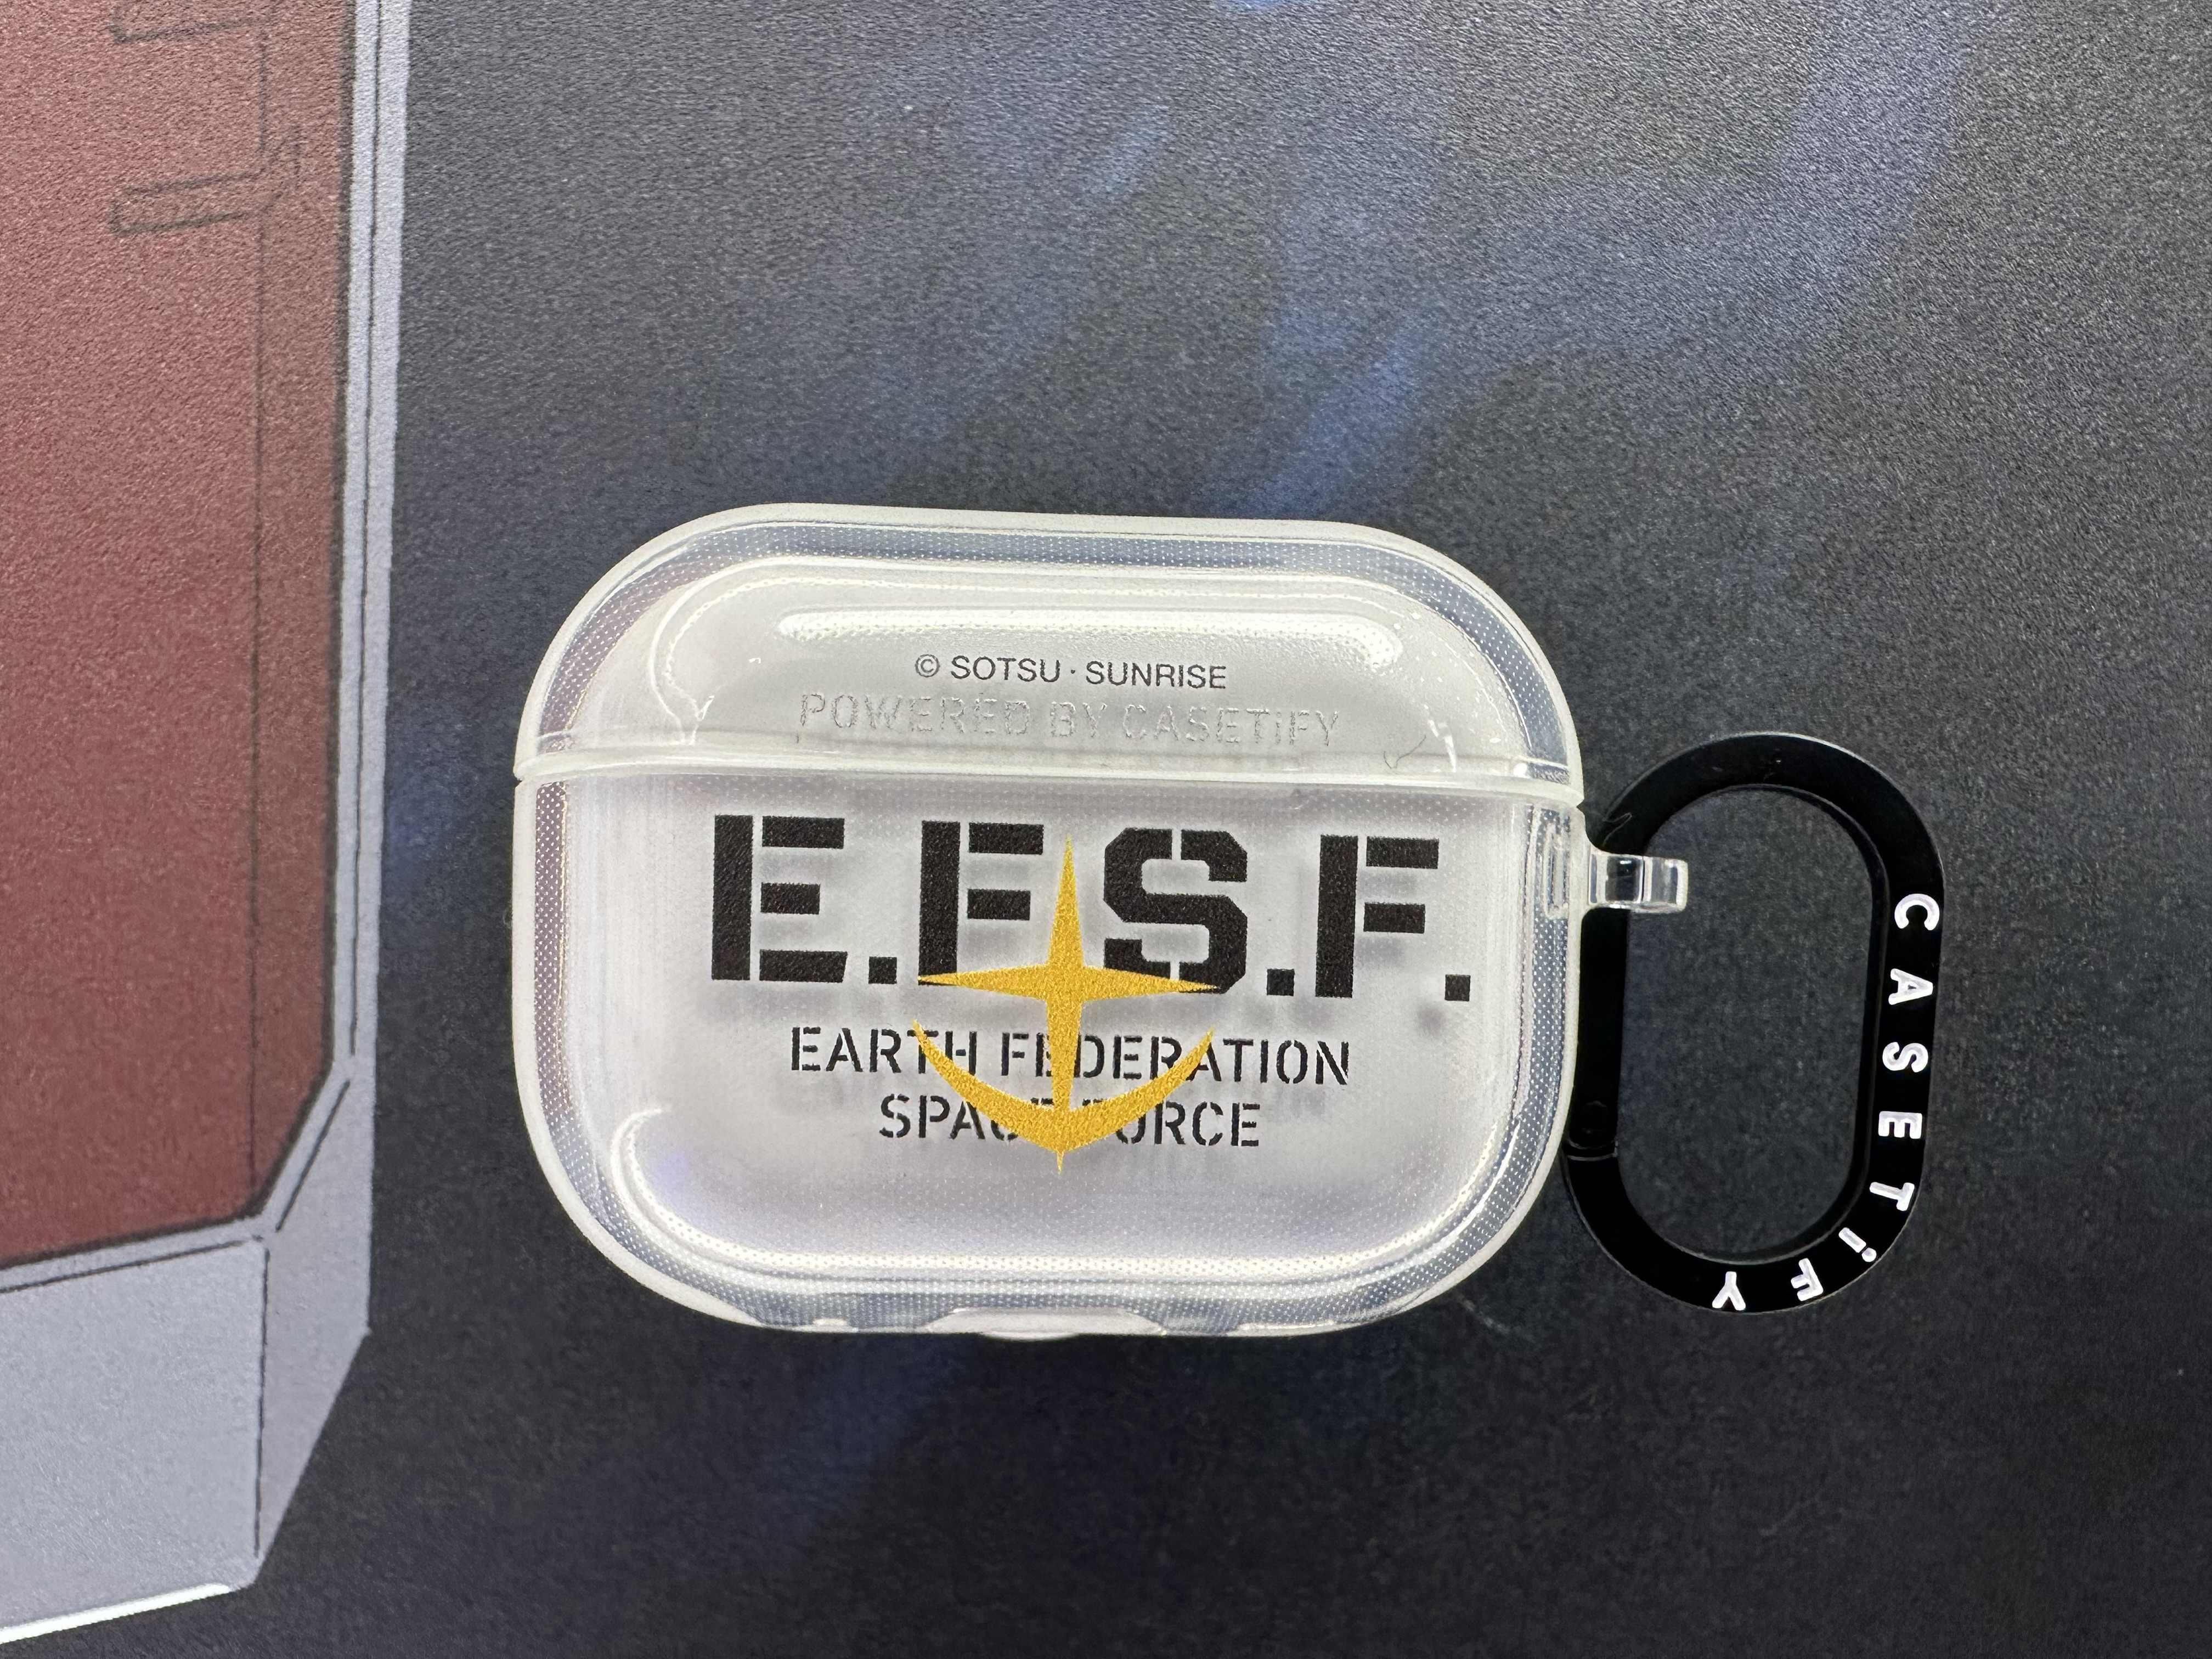 © SOTSU · SUNRISE
POWERED BY CASETiFY
E.F.S.F.
EARTH FEDERATION
SPACE FORCE
CASETiFY